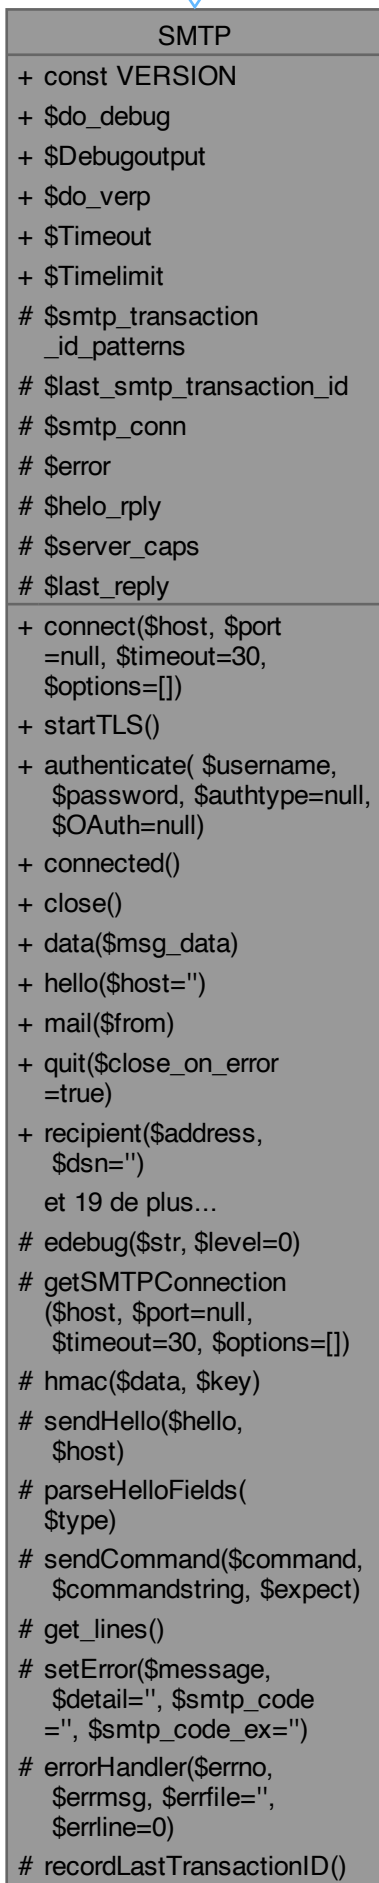 SMTP
+ const VERSION
+ $do_debug
+ $Debugoutput
+ $do_verp
+ $Timeout
+ $Timelimit
# $smtp_transaction
_id_patterns
# $last_smtp_transaction_id
# $smtp_conn
# $error
# $helo_rply
# $server_caps
# $last_reply
+ connect($host, $port
=null, $timeout=30,
$options=[])
+ startTLS()
+ authenticate( $username,
$password, $authtype=null,
$OAuth=null)
+ connected()
+ close()
+ data($msg_data)
+ hello($host='')
+ mail($from)
+ quit($close_on_error
=true)
+ recipient($address,
$dsn='')
et 19 de plus...
# edebug($str, $level=0)
# getSMTPConnection
($host, $port=null,
$timeout=30, $options=[])
# hmac($data, $key)
# sendHello($hello,
$host)
# parseHelloFields(
$type)
# sendCommand($command,
$commandstring, $expect)
# get_lines()
# setError($message,
$detail='', $smtp_code
='', $smtp_code_ex='')
# errorHandler($errno,
$errmsg, $errfile='',
$errline=0)
# recordLastTransactionID()